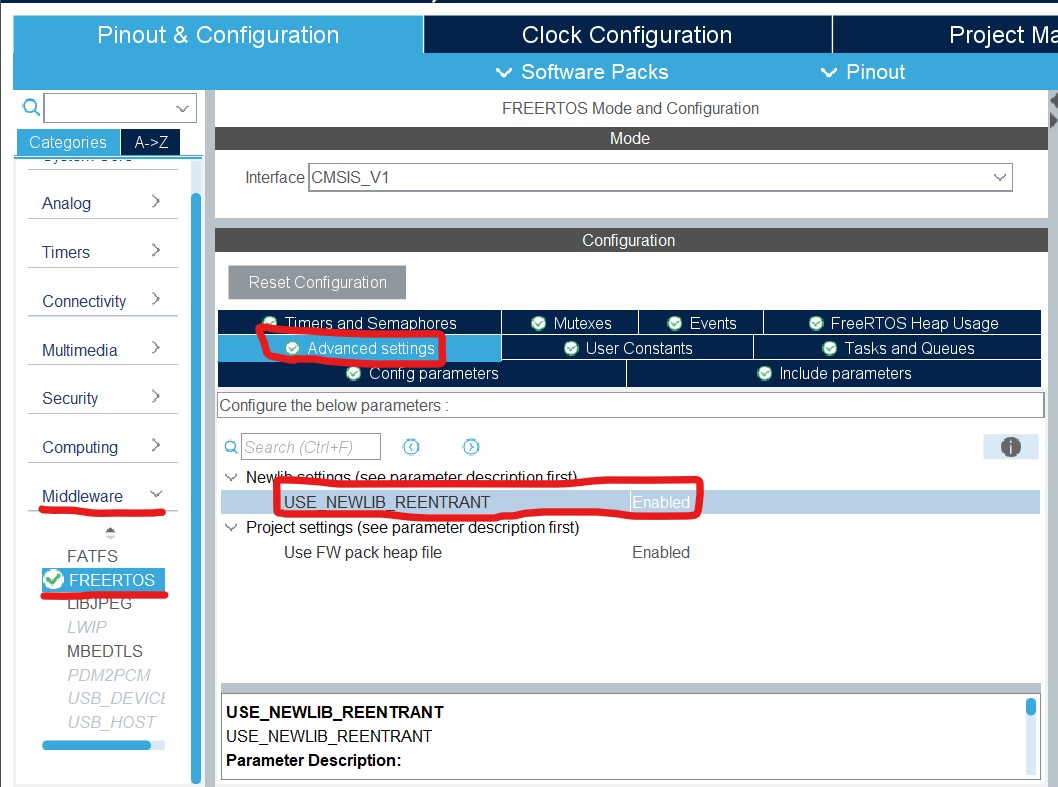 Pinout & Configuration
Clock Configuration
Project Ma
Software Packs
Pinout
Categories
A->Z
System Core
Analog
Timers
Connectivity
Multimedia
Security
Computing
Middleware
FATFS
FREERTOS
LIBJPEG
LWIP
MBEDTLS
PDM2PCM
USB_DEVICE
USB_HOST
FREERTOS Mode and Configuration
Mode
Interface CMSIS_V1
Configuration
Reset Configuration
Timers and Semaphores
Mutexes
Events
FreeRTOS Heap Usage
Advanced settings
User Constants
Tasks and Queues
Config parameters
Include parameters
Configure the below parameters :
Search (Ctrl+F)
Newlib settings (see parameter description first)
USE_NEWLIB_REENTRANT Enabled
Project settings (see parameter description first)
Use FW pack heap file Enabled
USE_NEWLIB_REENTRANT
USE_NEWLIB_REENTRANT
Parameter Description: